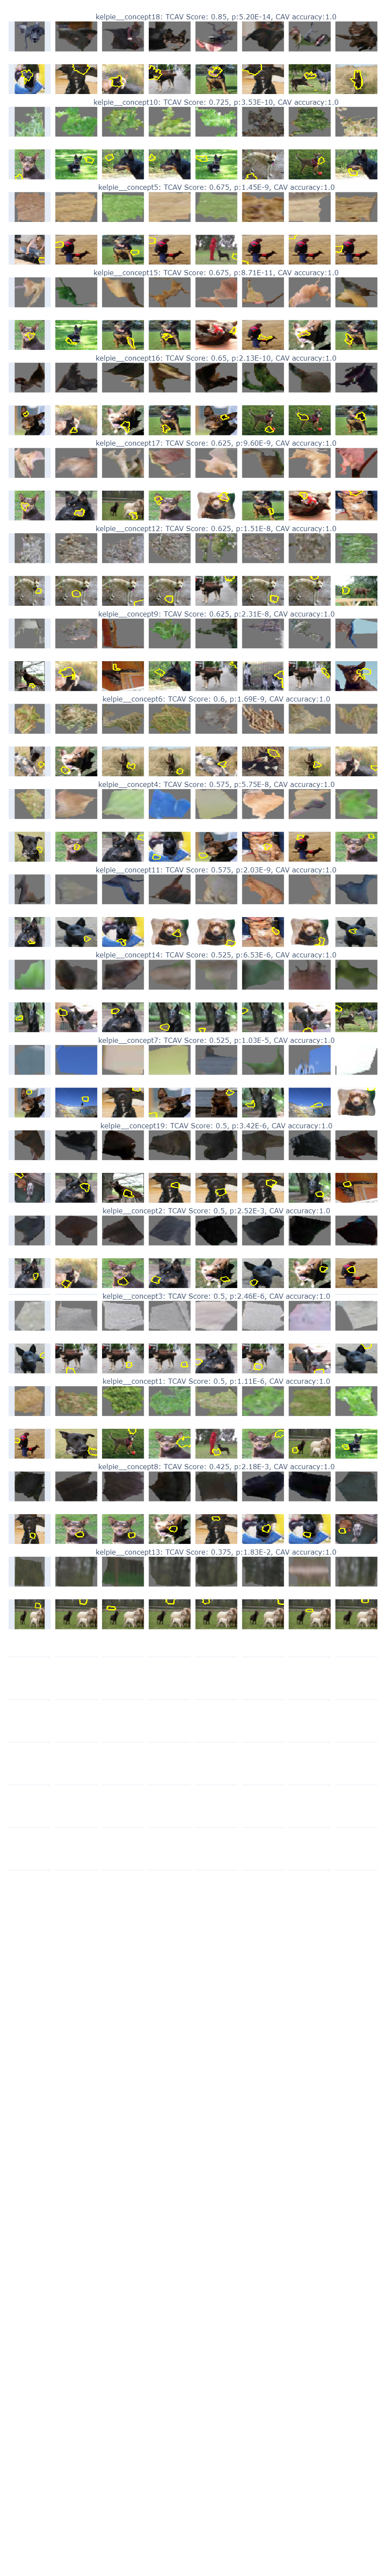 kelpie__concept18: TCAV Score: 0.85, p:5.20E-14, CAV accuracy:1.0
kelpie__concept10: TCAV Score: 0.725, p:3.53E-10, CAV accuracy:1.0
kelpie__concept5: TCAV Score: 0.675, p:1.45E-9, CAV accuracy:1.0
kelpie__concept15: TCAV Score: 0.675, p:8.71E-11, CAV accuracy:1.0
kelpie__concept16: TCAV Score: 0.65, p:2.13E-10, CAV accuracy:1.0
kelpie__concept17: TCAV Score: 0.625, p:9.60E-9, CAV accuracy:1.0
kelpie__concept12: TCAV Score: 0.625, p:1.51E-8, CAV accuracy:1.0
kelpie__concept9: TCAV Score: 0.625, p:2.31E-8, CAV accuracy:1.0
kelpie__concept6: TCAV Score: 0.6, p:1.69E-9, CAV accuracy:1.0
kelpie__concept4: TCAV Score: 0.575, p:5.75E-8, CAV accuracy:1.0
kelpie__concept11: TCAV Score: 0.575, p:2.03E-9, CAV accuracy:1.0
kelpie__concept14: TCAV Score: 0.525, p:6.53E-6, CAV accuracy:1.0
kelpie__concept7: TCAV Score: 0.525, p:1.03E-5, CAV accuracy:1.0
kelpie__concept19: TCAV Score: 0.5, p:3.42E-6, CAV accuracy:1.0
kelpie__concept2: TCAV Score: 0.5, p:2.52E-3, CAV accuracy:1.0
kelpie__concept3: TCAV Score: 0.5, p:2.46E-6, CAV accuracy:1.0
kelpie__concept1: TCAV Score: 0.5, p:1.11E-6, CAV accuracy:1.0
kelpie__concept8: TCAV Score: 0.425, p:2.18E-3, CAV accuracy:1.0
kelpie__concept13: TCAV Score: 0.375, p:1.83E-2, CAV accuracy:1.0